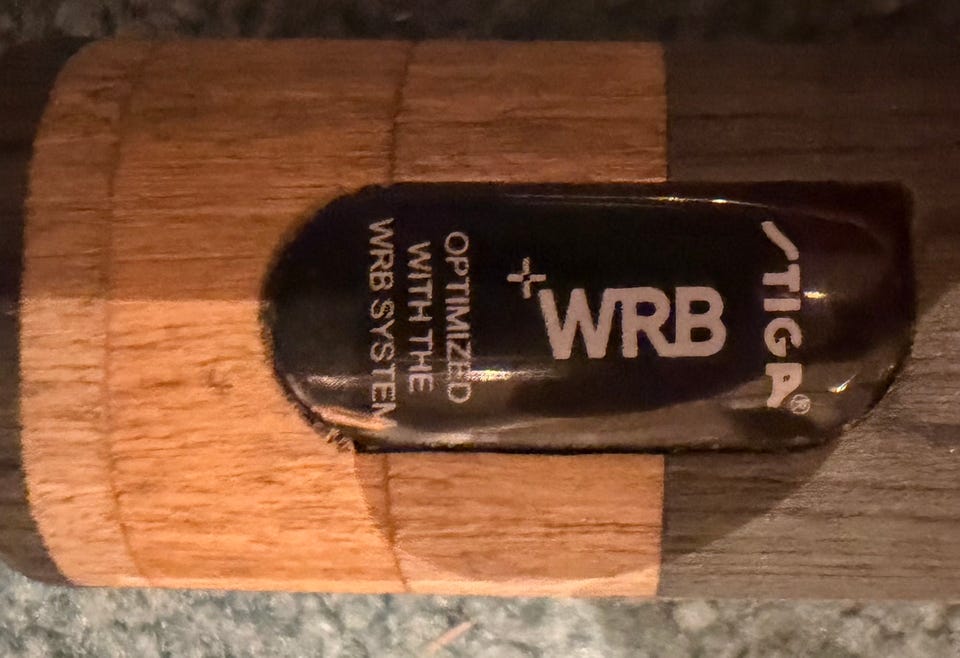 STIGA®
+WRB
OPTIMIZED
WITH THE
WRB SYSTEM